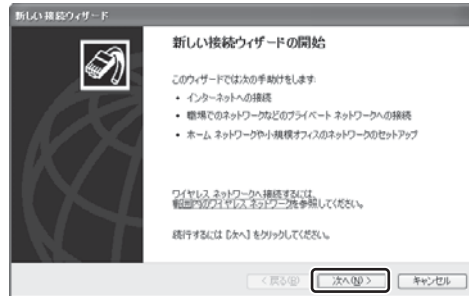 新しい接続ウィザード
新しい接続ウィザードの開始
このウィザードでは次の手助けをします:
• インターネットへの接続
• 職場でのネットワークなどのプライベート ネットワークへの接続
• ホーム ネットワークや小規模オフィスのネットワークのセットアップ
ワイヤレス ネットワークへ接続するには、
範囲内のワイヤレス ネットワークを参照してください。
続行するには [次へ] をクリックしてください。
< 戻る(B)
次へ(N) >
キャンセル